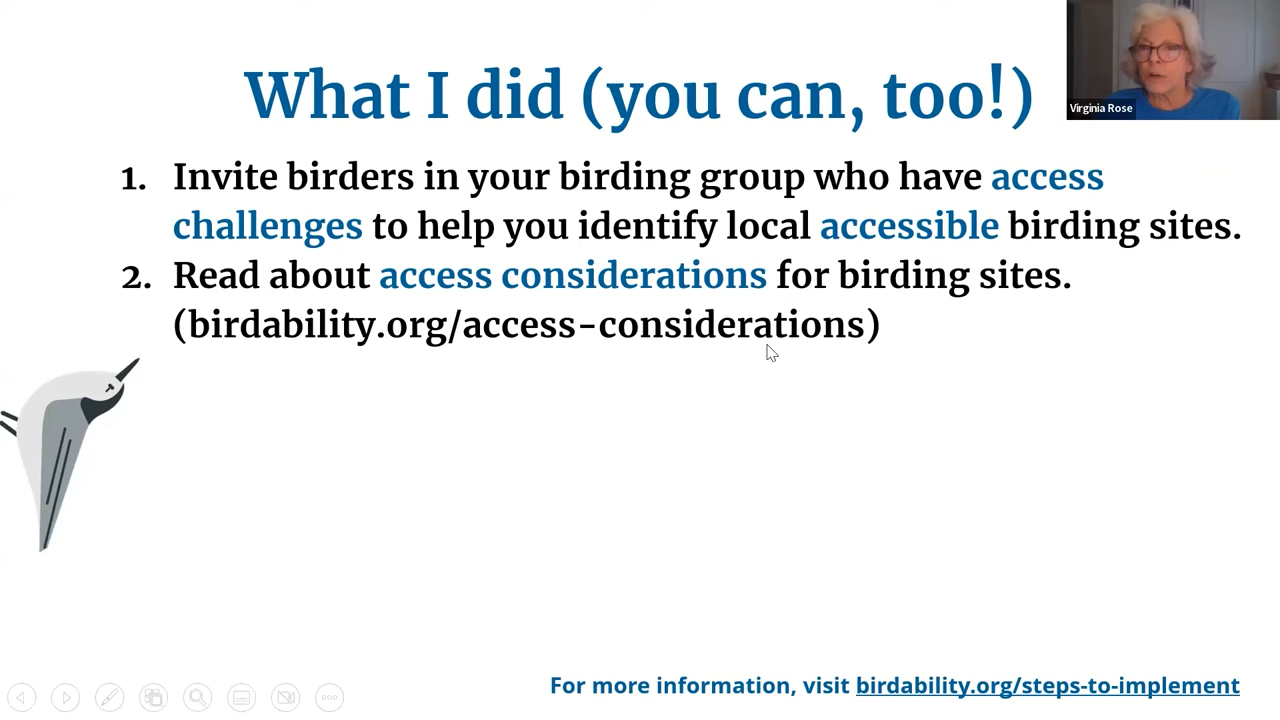 Virginia Rose
What I did (you can, too!)
1. Invite birders in your birding group who have access
challenges to help you identify local accessible birding sites.
2. Read about access considerations for birding sites.
(birdability.org/access-considerations)
For more information, visit birdability.org/steps-to-implement